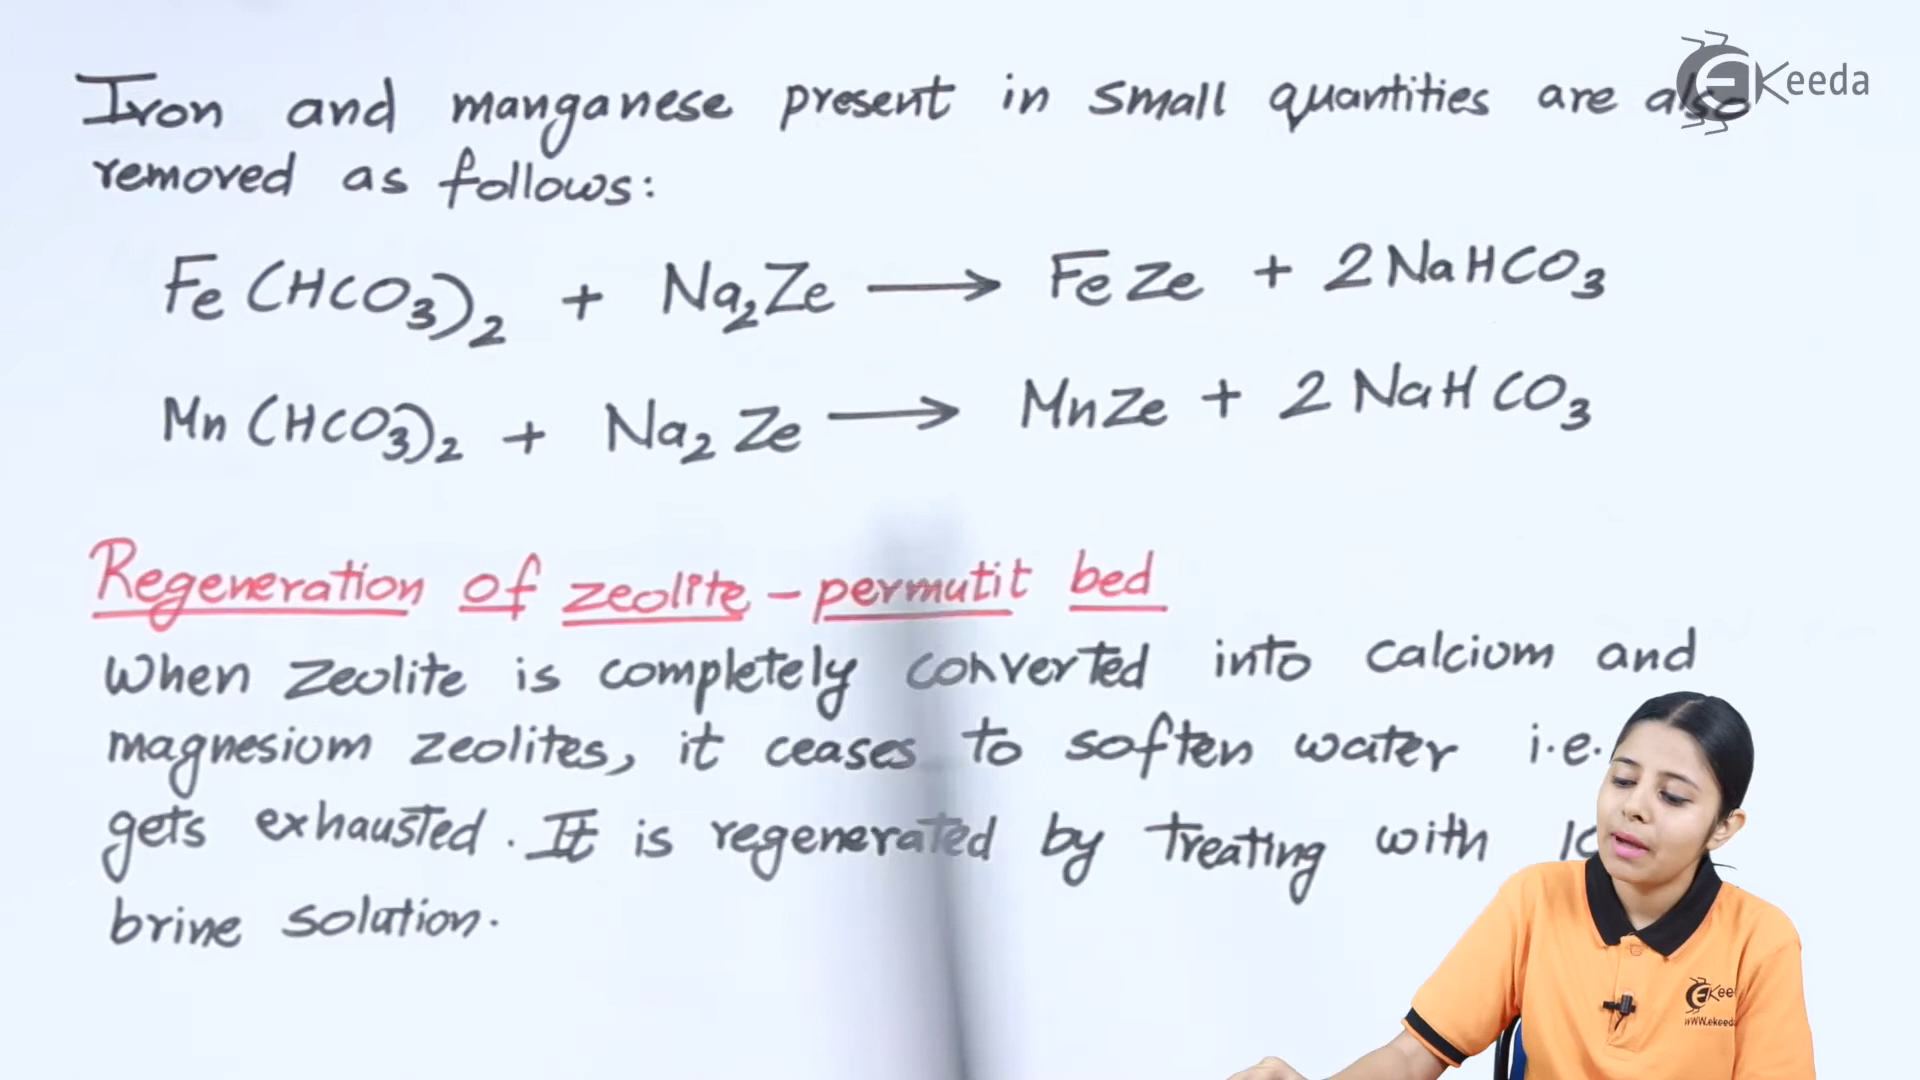 Iron and manganese present in small quantities are also
removed as follows:
Fe(HCO3)2 + Na2Ze → FeZe + 2NaHCO3
Mn(HCO3)2 + Na2Ze → MnZe + 2NaHCO3
Regeneration of zeolite-permutit bed
When zeolite is completely converted into calcium and
magnesium zeolites, it ceases to soften water i.e.
gets exhausted. It is regenerated by treating with
brine solution.
EKeeda